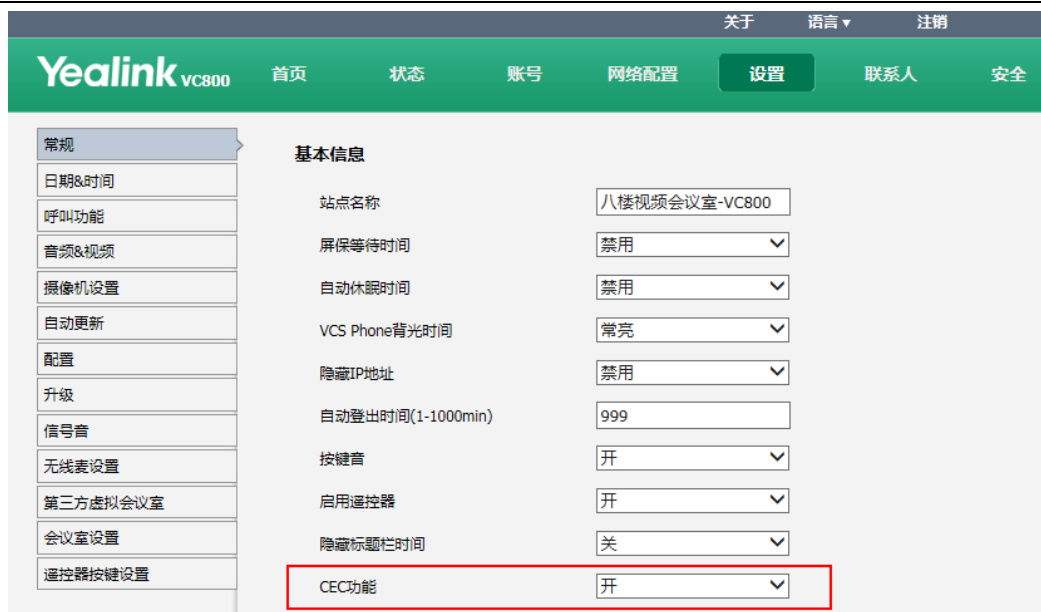 关于 语言▼ 注销
Yealink VC800 首页 状态 账号 网络配置 设置 联系人 安全
常规
日期&时间
呼叫功能
音频&视频
摄像机设置
自动更新
配置
升级
信号音
无线麦设置
第三方虚拟会议室
会议室设置
遥控器按键设置
基本信息
站点名称 八楼视频会议室-VC800
屏保等待时间 禁用
自动休眠时间 禁用
VCS Phone背光时间 常亮
隐藏IP地址 禁用
自动登出时间(1-1000min) 999
按键音 开
启用遥控器 开
隐藏标题栏时间 关
CEC功能 开